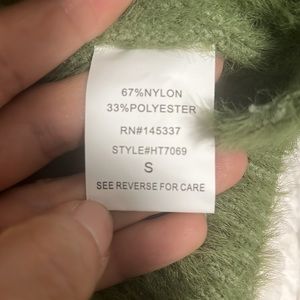 67%NYLON
33%POLYESTER
RN#145337
STYLE#HT7069
S
SEE REVERSE FOR CARE